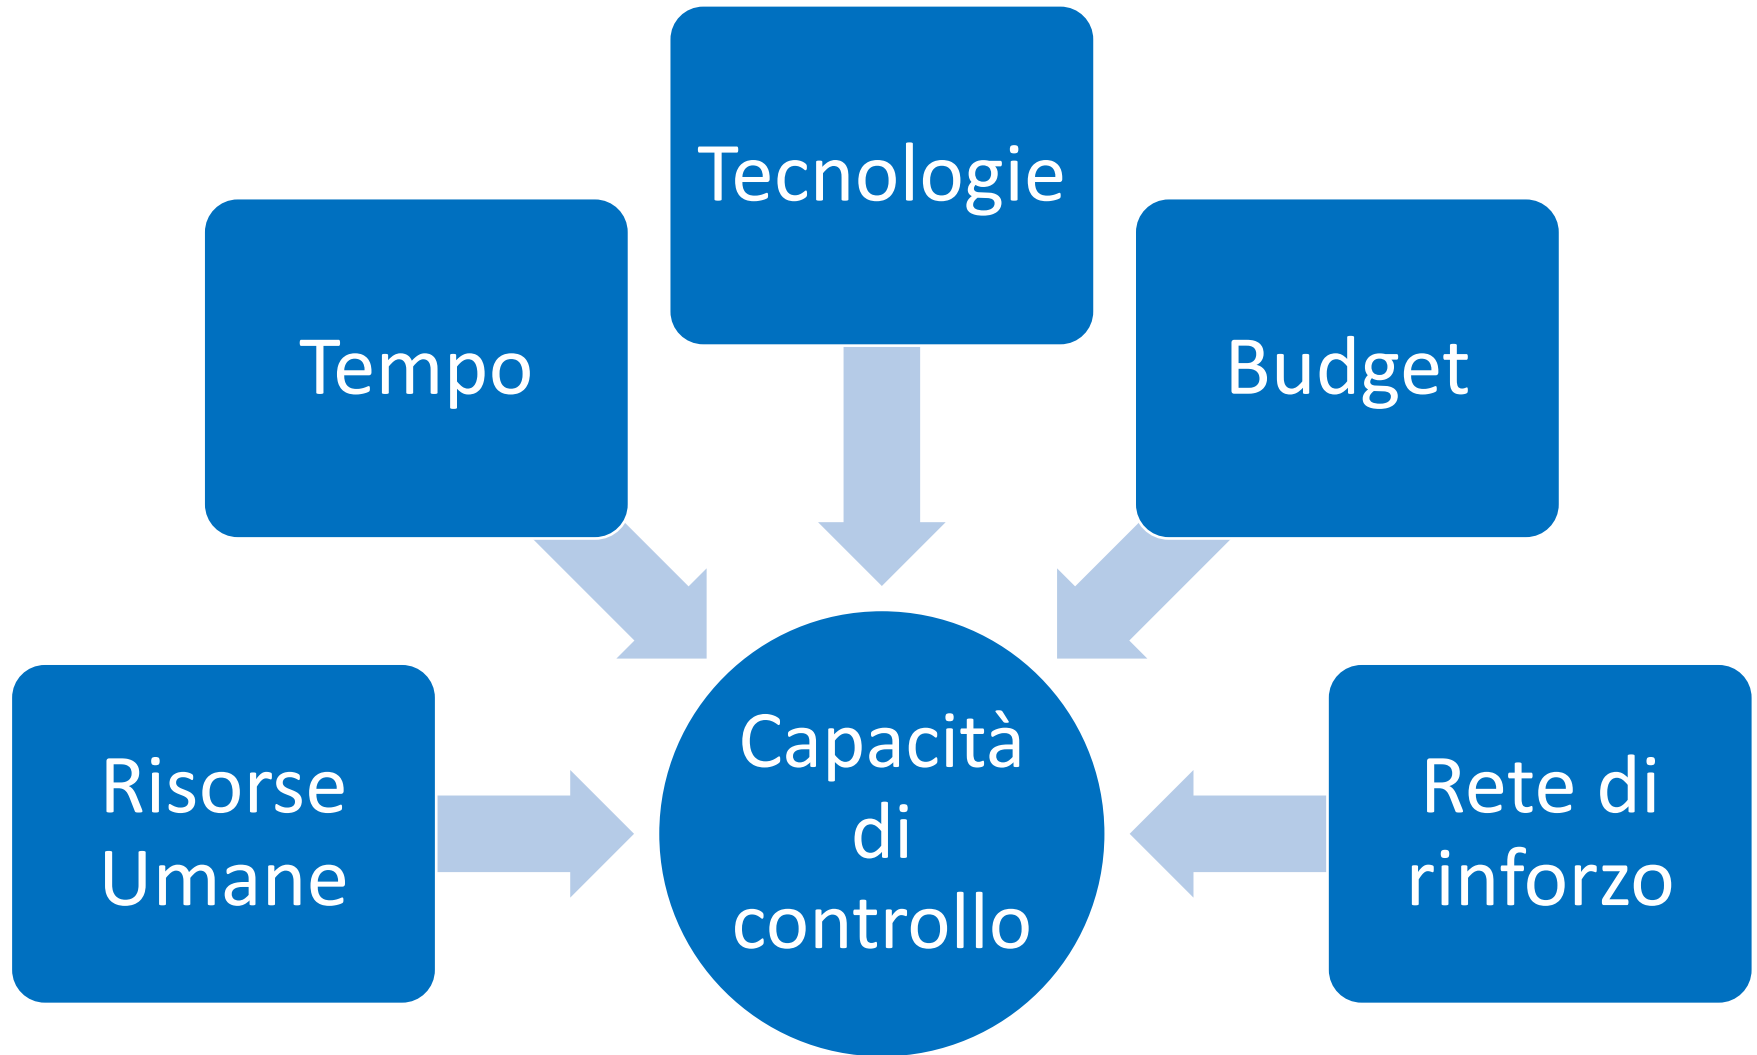 Tecnologie
Tempo
Budget
Risorse
Umane
Capacità
di
controllo
Rete di
rinforzo